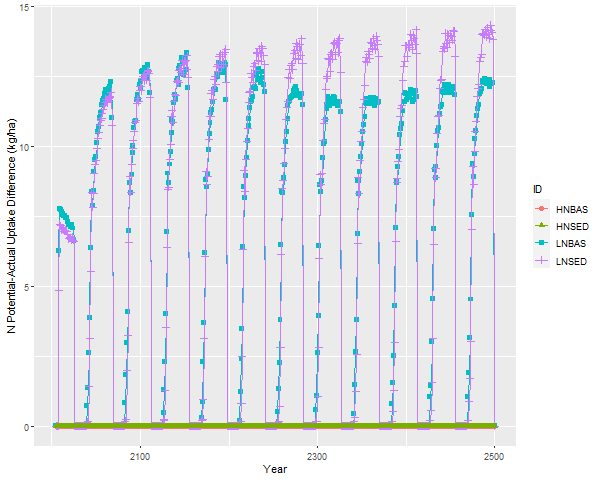 15
10
5
0
N Potential-Actual Uptake Difference (kg/ha)
2100
2300
2500
Year
ID
HNBAS
HNSED
LNBAS
LNSED